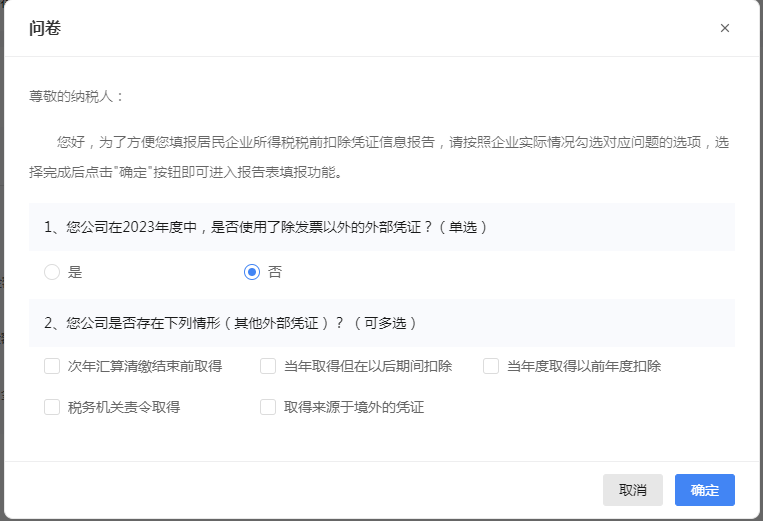 问卷
×
尊敬的纳税人：
您好，为了方便您填报居民企业所得税税前扣除凭证信息报告，请按照企业实际情况勾选对应问题的选项，选
择完成后点击"确定"按钮即可进入报告表填报功能。
1、您公司在2023年度中，是否使用了除发票以外的外部凭证？（单选）
是 否
2、您公司是否存在下列情形（其他外部凭证）？（可多选）
次年汇算清缴结束前取得 当年取得但在以后期间扣除 当年度取得以前年度扣除
税务机关责令取得 取得来源于境外的凭证
取消 确定